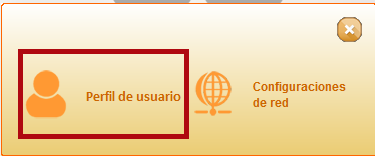 Perfil de usuario
Configuraciones
de red